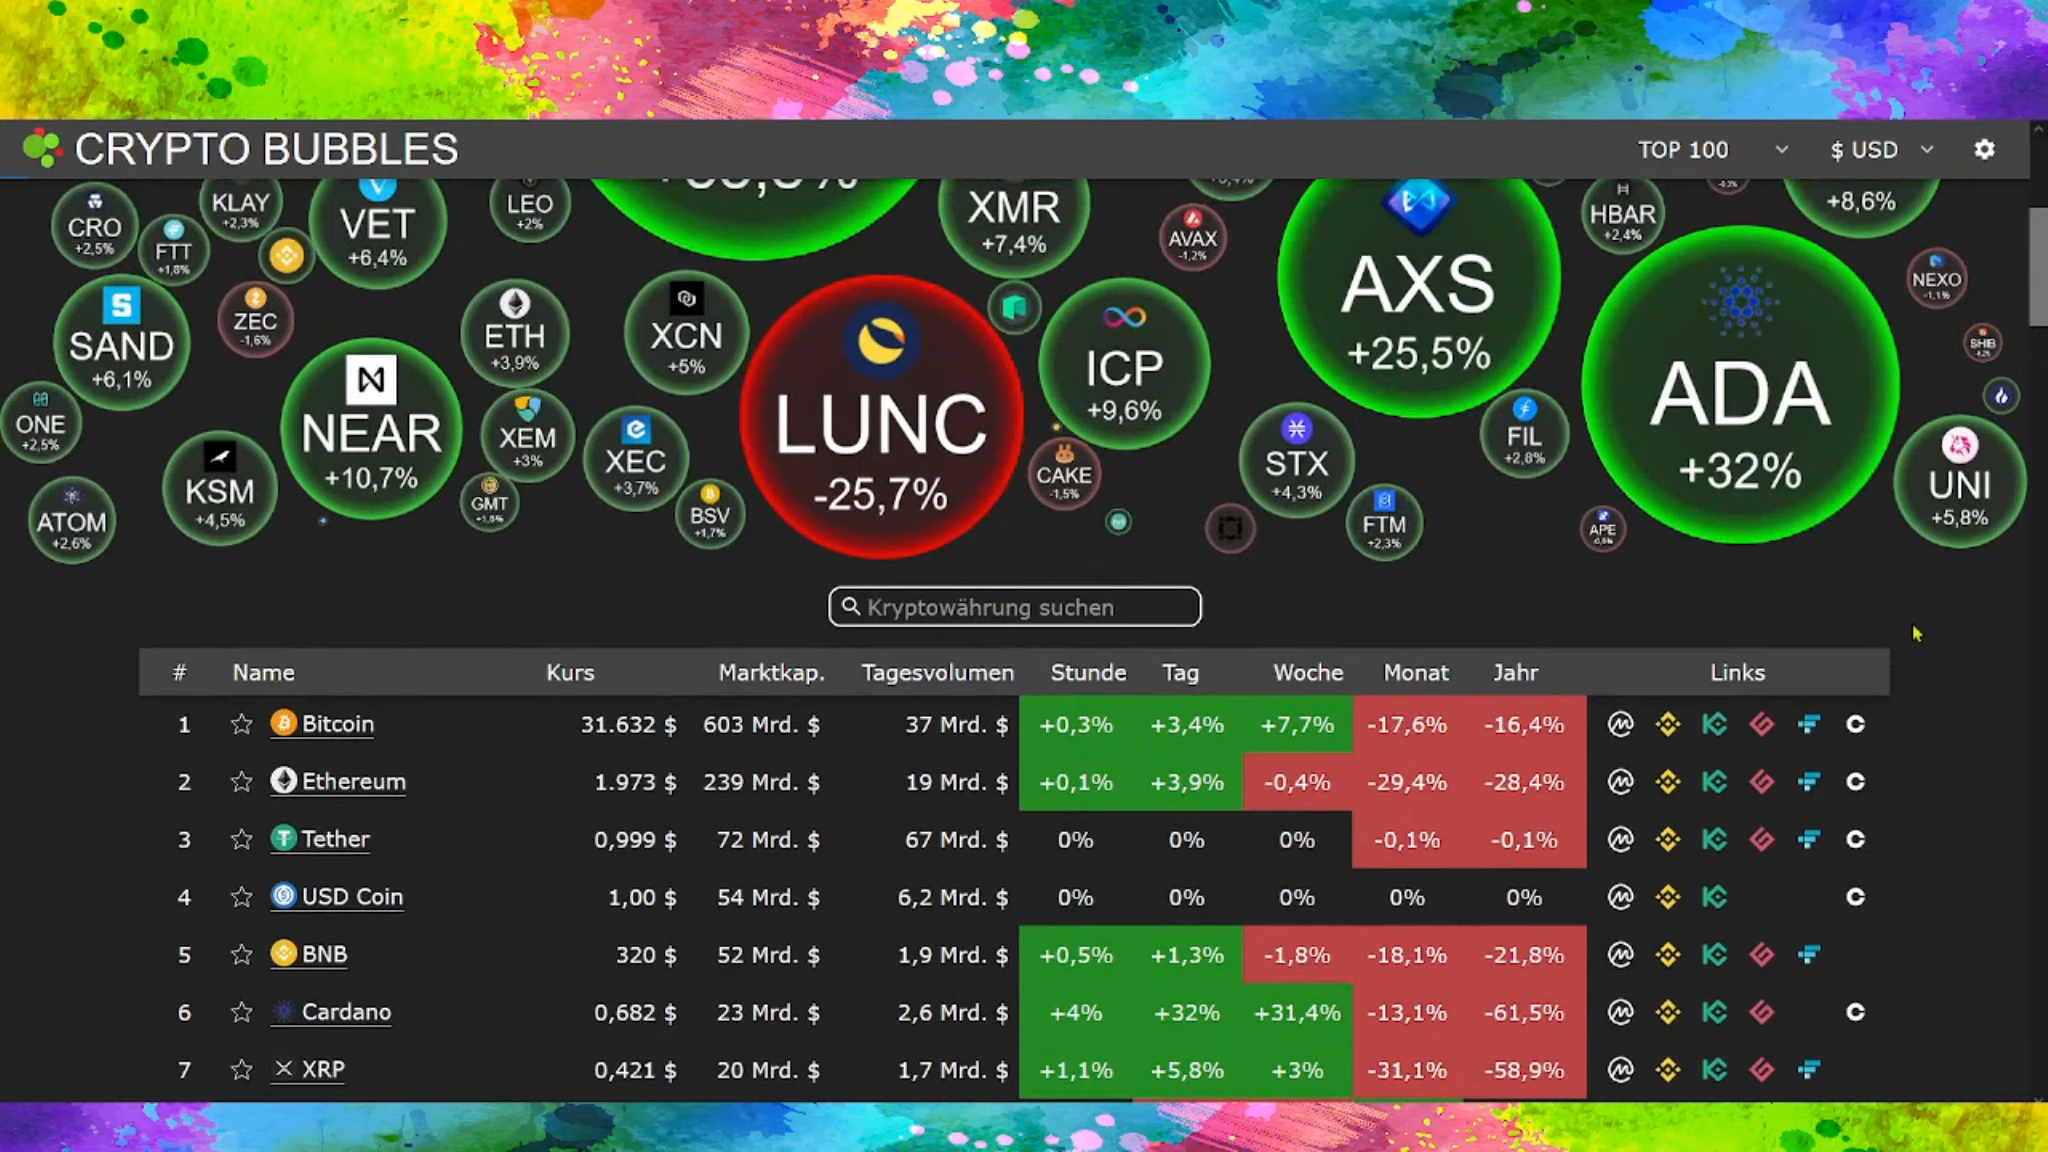 CRYPTO BUBBLES
TOP 100
$ USD
CRO
+2,5%
FTT
+1,8%
KLAY
+2,3%
VET
+6,4%
LEO
+2%
XMR
+7,4%
AVAX
-1,2%
HBAR
+2,4%
+8,6%
NEXO
-1,1%
SHIB
SAND
+6,1%
ZEC
-1,6%
ETH
+3,9%
XCN
+5%
LUNC
-25,7%
ICP
+9,6%
AXS
+25,5%
ADA
+32%
ONE
+2,5%
NEAR
+10,7%
XEM
+3%
XEC
+3,7%
CAKE
-1,5%
STX
+4,3%
FIL
+2,8%
UNI
+5,8%
ATOM
+2,6%
KSM
+4,5%
GMT
BSV
+1,7%
FTM
+2,3%
APE
Kryptowährung suchen
# Name Kurs Marktkap. Tagesvolumen Stunde Tag Woche Monat Jahr Links
1 Bitcoin 31.632 $ 603 Mrd. $ 37 Mrd. $ +0,3% +3,4% +7,7% -17,6% -16,4%
2 Ethereum 1.973 $ 239 Mrd. $ 19 Mrd. $ +0,1% +3,9% -0,4% -29,4% -28,4%
3 Tether 0,999 $ 72 Mrd. $ 67 Mrd. $ 0% 0% 0% -0,1% -0,1%
4 USD Coin 1,00 $ 54 Mrd. $ 6,2 Mrd. $ 0% 0% 0% 0% 0%
5 BNB 320 $ 52 Mrd. $ 1,9 Mrd. $ +0,5% +1,3% -1,8% -18,1% -21,8%
6 Cardano 0,682 $ 23 Mrd. $ 2,6 Mrd. $ +4% +32% +31,4% -13,1% -61,5%
7 XRP 0,421 $ 20 Mrd. $ 1,7 Mrd. $ +1,1% +5,8% +3% -31,1% -58,9%